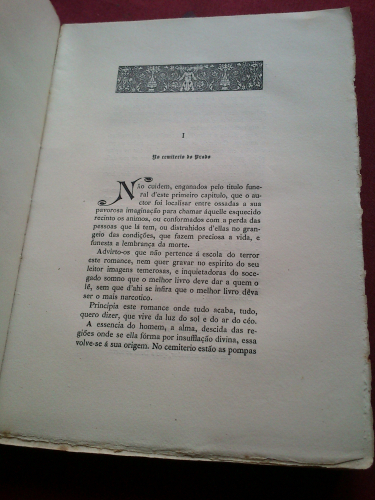 I
No cemiterio do Prado
Não cuidem, enganados pelo titulo fune-
ral d'este primeiro capitulo, que o au-
ctor foi localisar entre ossadas a sua
pavorosa imaginação para chamar áquelle esquecido
recinto os animos, ou conformados com a perda das
pessoas que lá tem, ou distrahidos d'ellas no gran-
geio das condições, que fazem preciosa a vida, e
funesta a lembrança da morte.
Advirto-os que não pertence á escola do terror
este romance, nem quer gravar no espirito do seu
leitor imagens temerosas, e inquietadoras do soce-
gado somno que o melhor livro deve dar a quem o
lê, sem que d'ahi se infira que o melhor livro dêva
ser o mais narcotico.
Principia este romance onde tudo acaba, tudo,
quero dizer, que vive da luz do sol e do ar do céo.
A essencia do homem, a alma, descida das re-
giões onde se ella fórma por insufflação divina, essa
volve-se á sua origem. No cemiterio estão as pompas